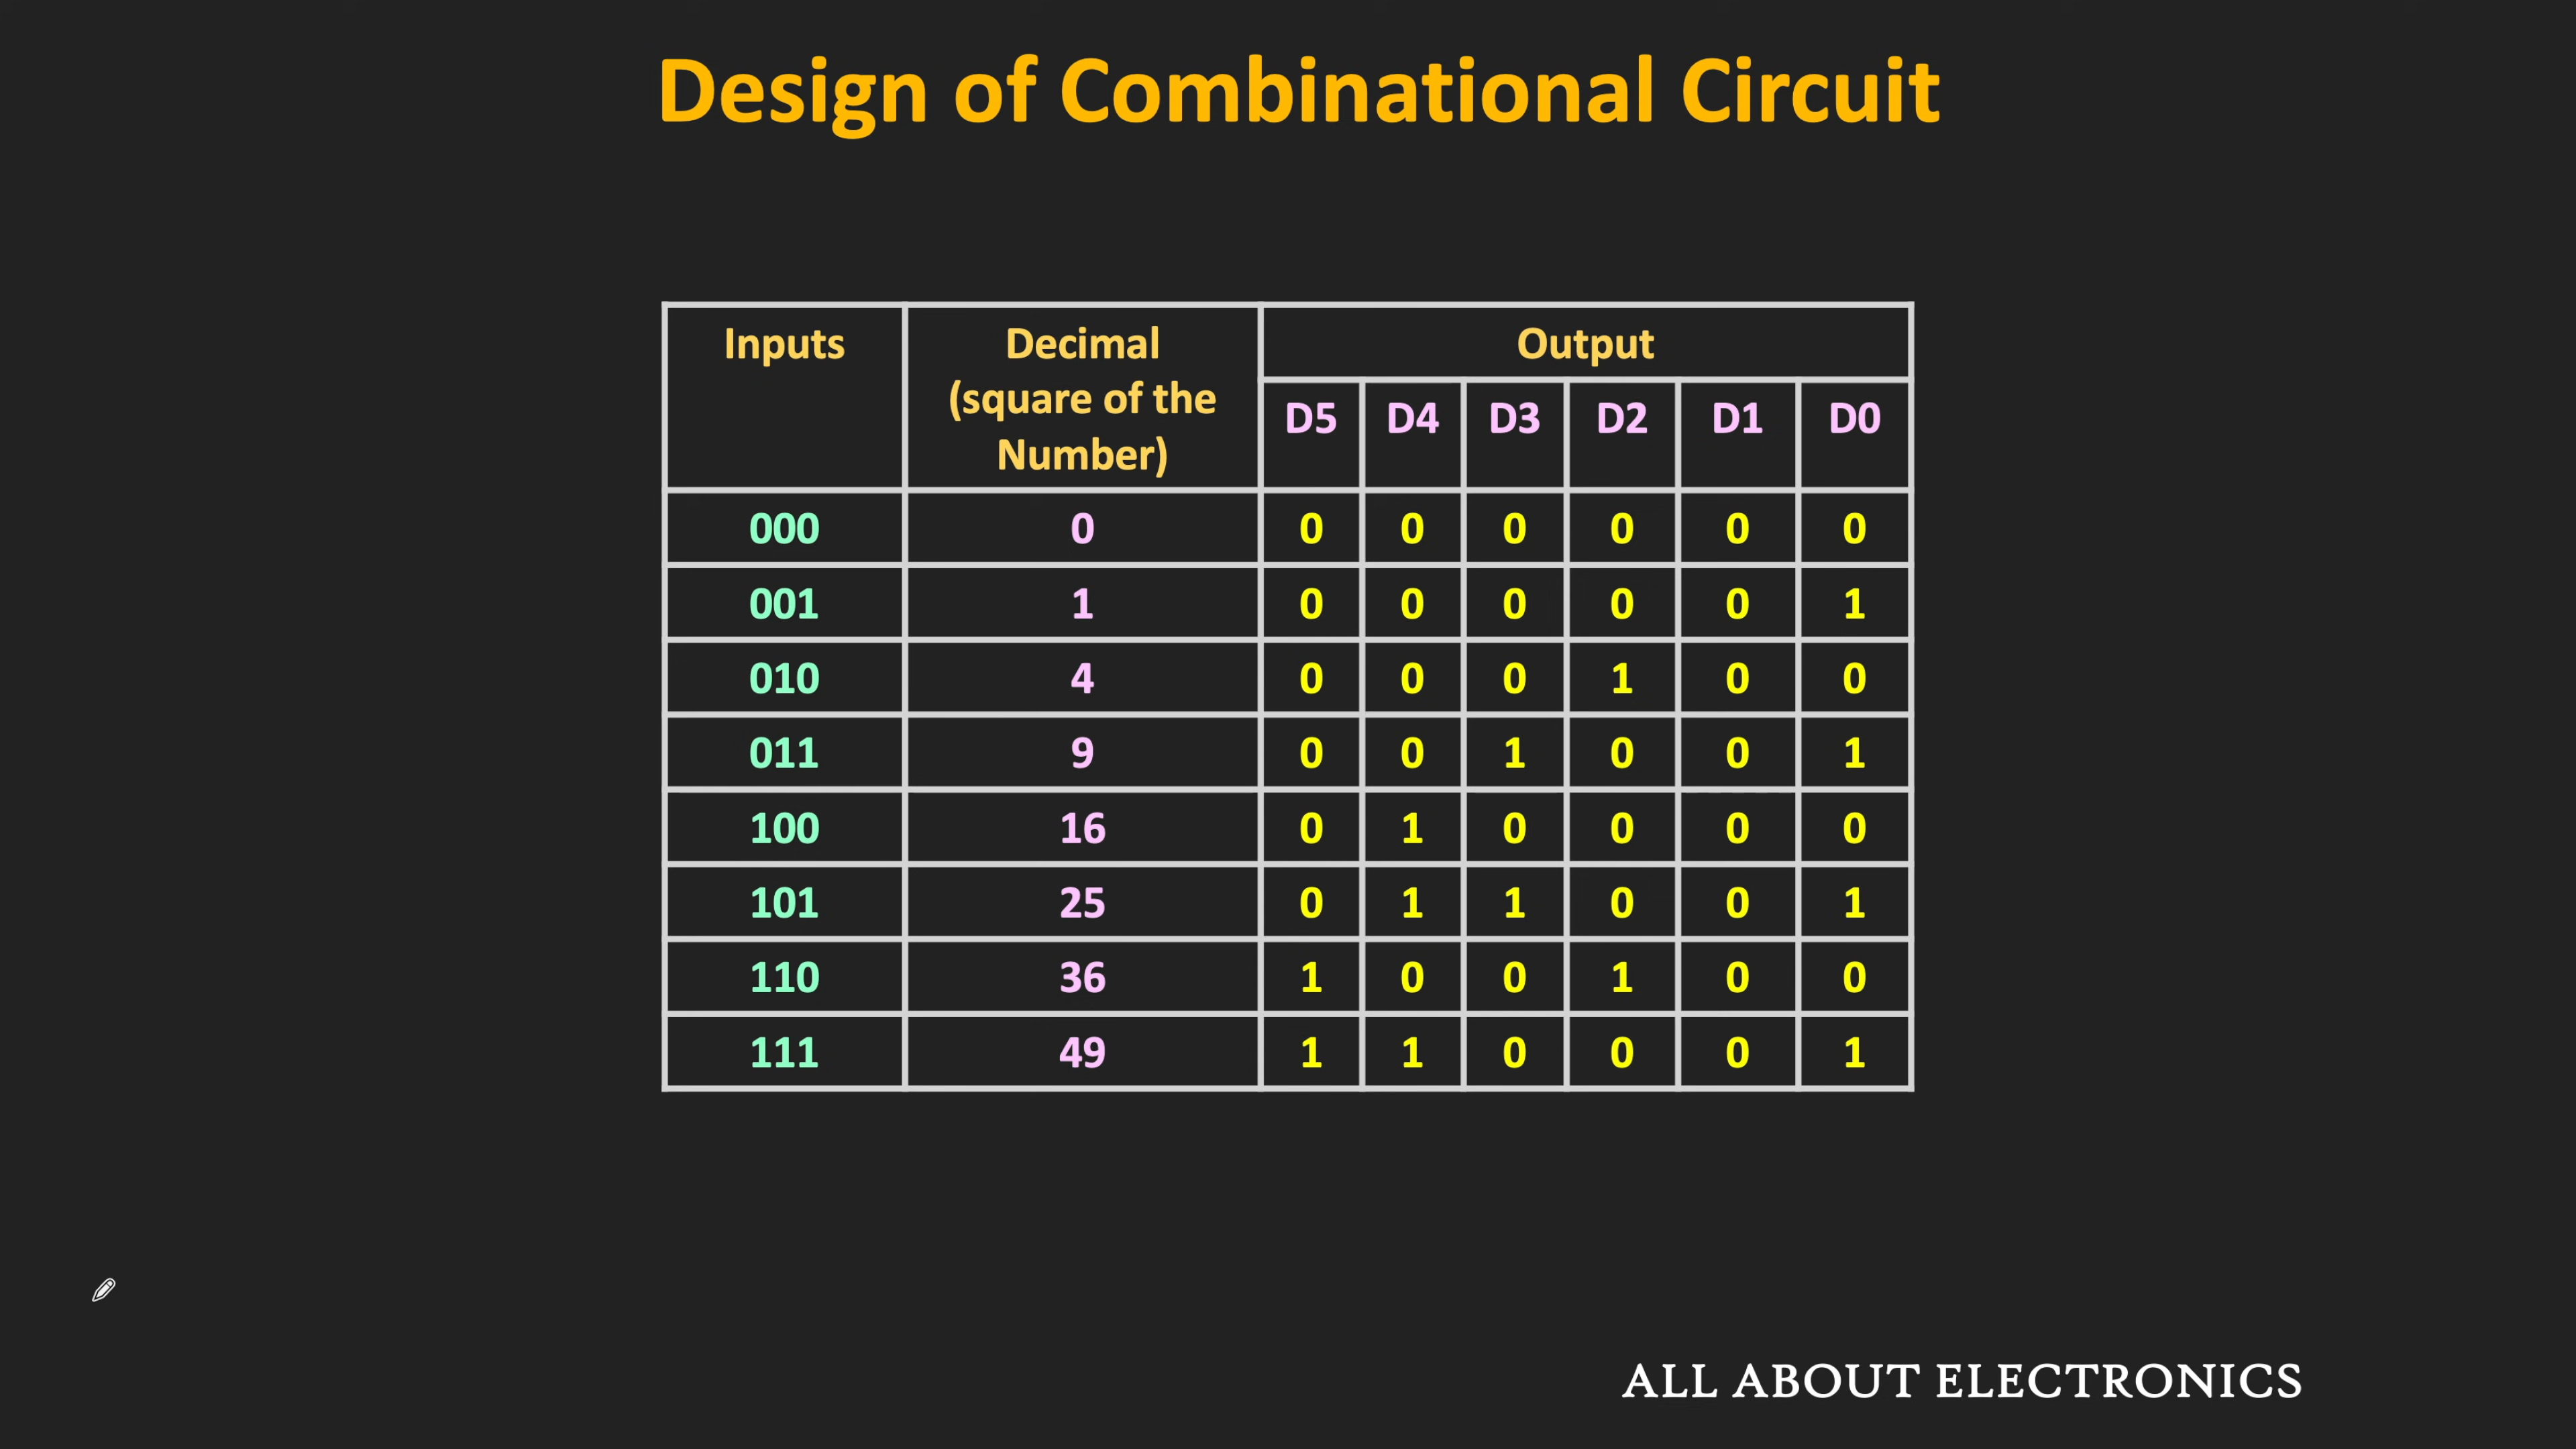 Design of Combinational Circuit
Inputs Decimal Output
(square of the
Number)
D5 D4 D3 D2 D1 D0
000 0 0 0 0 0 0 0
001 1 0 0 0 0 0 1
010 4 0 0 0 1 0 0
011 9 0 0 1 0 0 1
100 16 0 1 0 0 0 0
101 25 0 1 1 0 0 1
110 36 1 0 0 1 0 0
111 49 1 1 0 0 0 1
ALL ABOUT ELECTRONICS